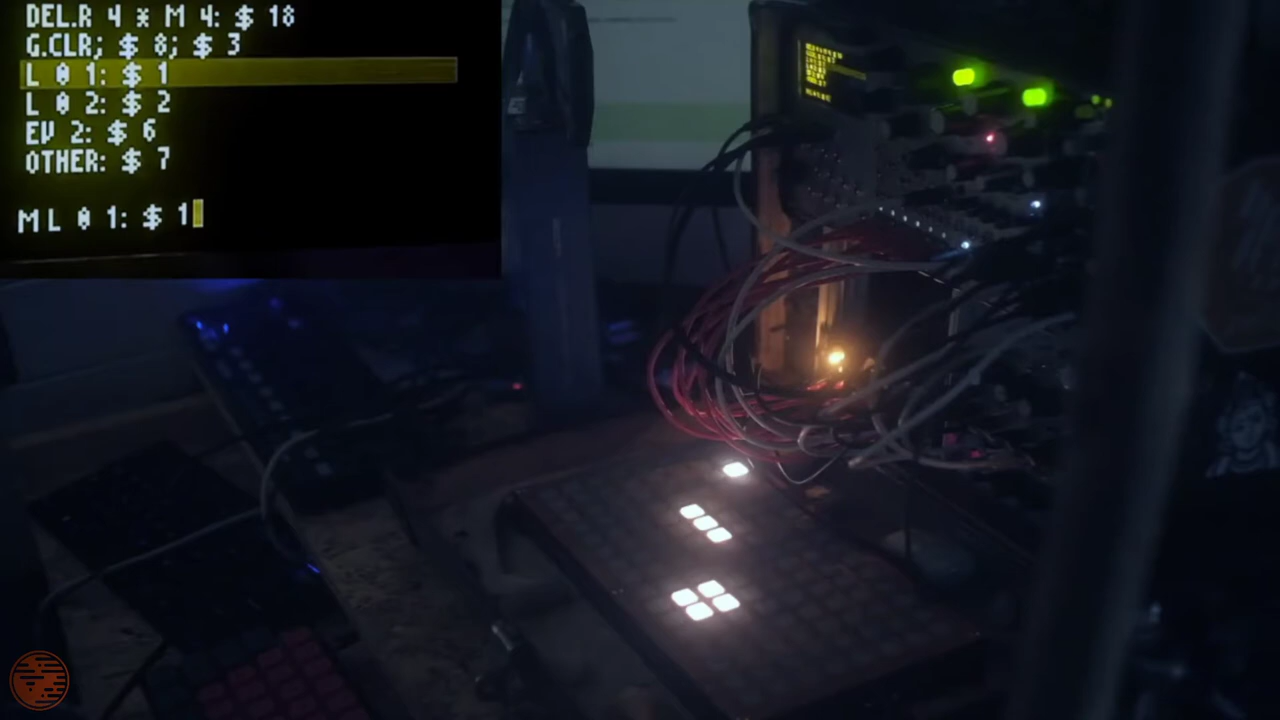 DEL.R 4 x M 4: $ 18
G.CLR; $ 8; $ 3
L 0 1: $ 1
L 0 2: $ 2
EV 2: $ 6
OTHER: $ 7
M L 0 1: $ 1